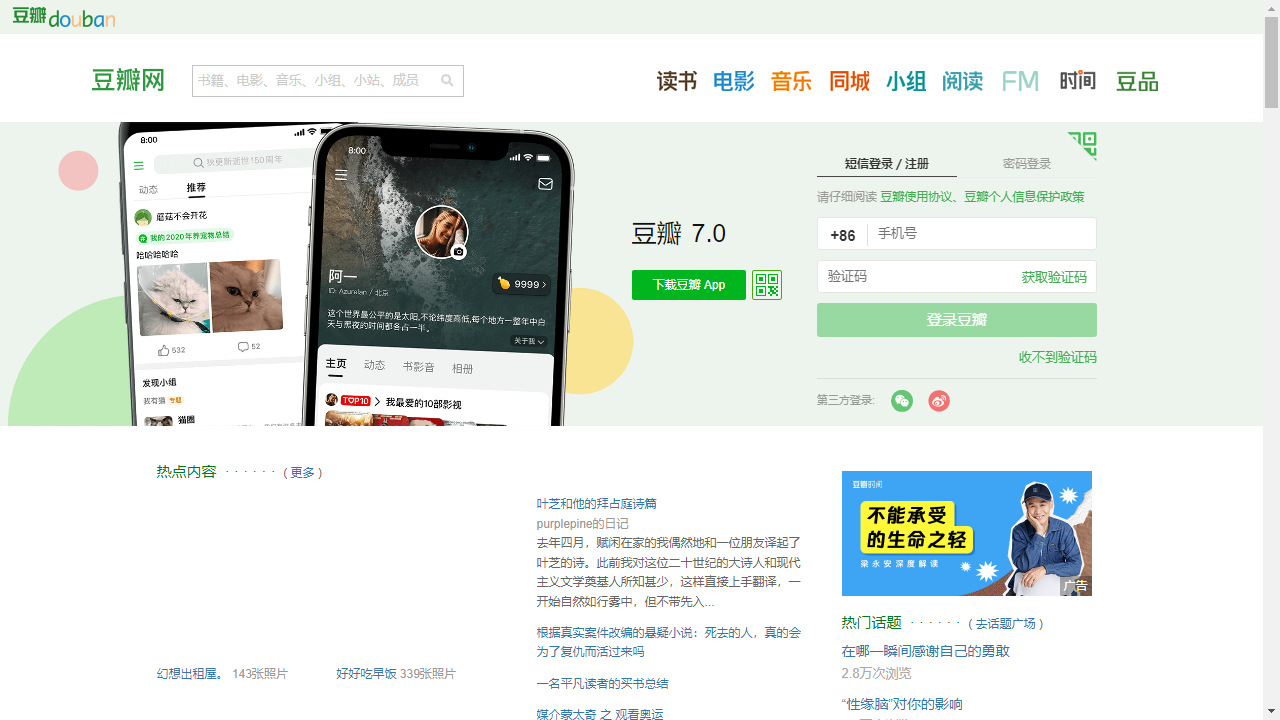 豆瓣douban
豆瓣网
书籍、电影、音乐、小组、小站、成员
读书 电影 音乐 同城 小组 阅读 FM 时间 豆品
8:00
狄更斯逝世150周年
动态 推荐
蘑菇不会开花
# 我的2020年养宠物总结
哈哈哈哈哈
532 52
发现小组
我有猫 专题
猫圈
8:00
阿一
ID: Azurelan / 北京
9999 >
这个世界最公平的是太阳,不论纬度高低,每个地方一整年中白
天与黑夜的时间都各占一半。
关于我
主页 动态 书影音 相册
TOP10 > 我最爱的10部影视
豆瓣 7.0
下载豆瓣 App
短信登录 / 注册 密码登录
请仔细阅读 豆瓣使用协议、豆瓣个人信息保护政策
+86 手机号
验证码 获取验证码
登录豆瓣
收不到验证码
第三方登录:
热点内容 · · · · · · ( 更多 )
幻想出租屋。 143张照片
好好吃早饭 339张照片
叶芝和他的拜占庭诗篇
purplepine的日记
去年四月，赋闲在家的我偶然地和一位朋友译起了
叶芝的诗。此前我对这位二十世纪的大诗人和现代
主义文学奠基人所知甚少，这样直接上手翻译，一
开始自然如行雾中，但不带先入...
根据真实案件改编的悬疑小说：死去的人，真的会
为了复仇而活过来吗
一名平凡读者的买书总结
媒介蒙太奇 之 观看奥运
豆瓣时间
不能承受
的生命之轻
梁永安深度解读
广告
热门话题 · · · · · · ( 去话题广场 )
在哪一瞬间感谢自己的勇敢
2.8万次浏览
“性缘脑”对你的影响